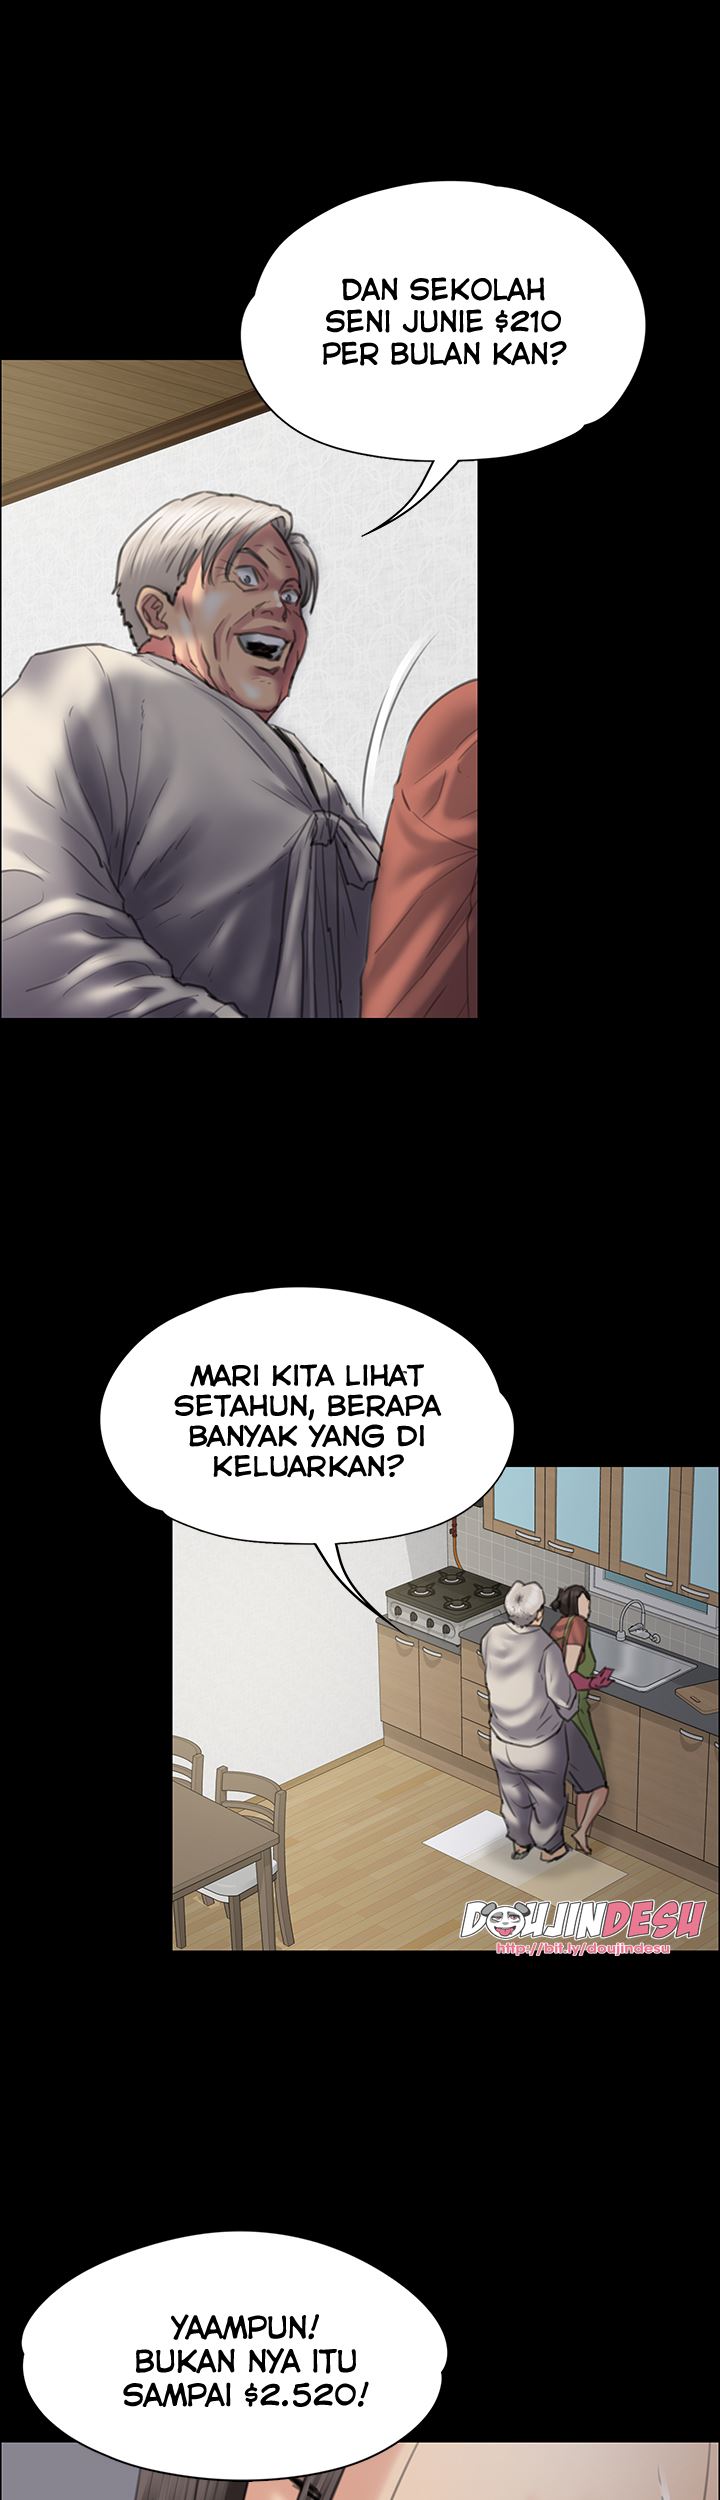 DAN SEKOLAH
SENI JUNIE $210
PER BULAN KAN?
MARI KITA LIHAT
SETAHUN, BERAPA
BANYAK YANG DI
KELUARKAN?
DOUJINDESU
http://bit.ly/doujindesu
YAAMPUN!
BUKAN NYA ITU
SAMPAI $2.520!